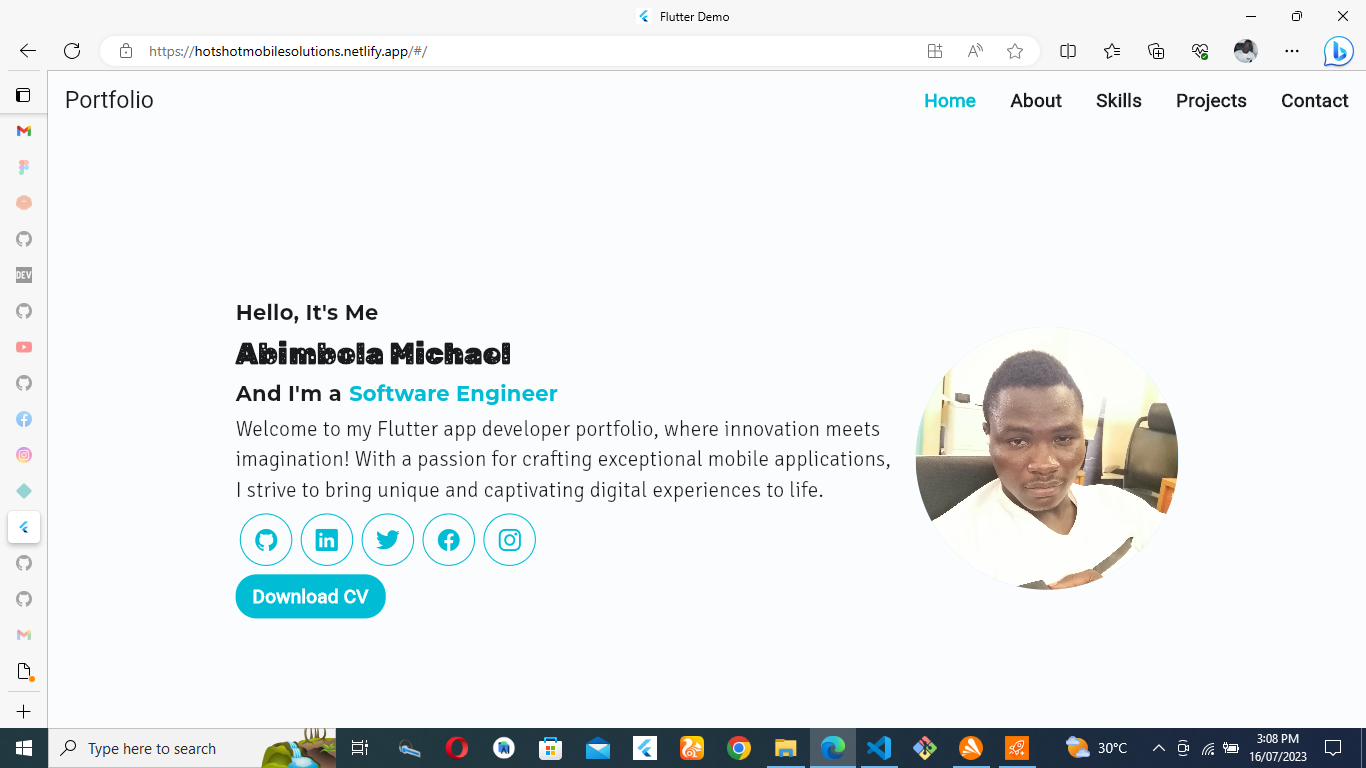 Flutter Demo
https://hotshotmobilesolutions.netlify.app/#/
Portfolio
Home
About
Skills
Projects
Contact
DEV
Hello, It's Me
Abimbola Michael
And I'm a Software Engineer
Welcome to my Flutter app developer portfolio, where innovation meets
imagination! With a passion for crafting exceptional mobile applications,
I strive to bring unique and captivating digital experiences to life.
Download CV
Type here to search
30°C
3:08 PM
16/07/2023